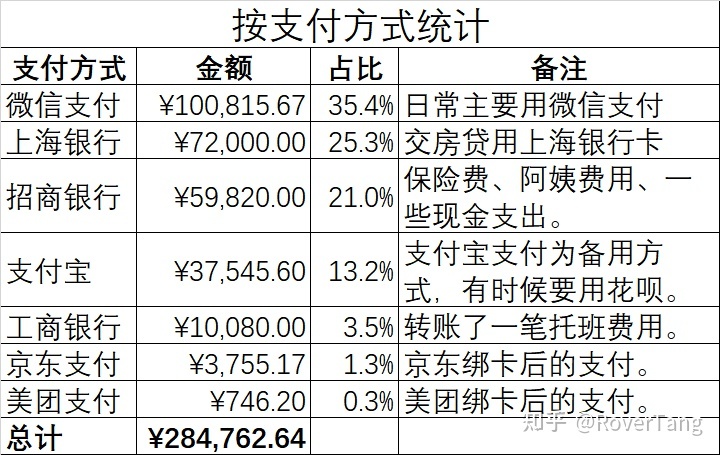 按支付方式统计
支付方式 金额 占比 备注
微信支付 ¥100,815.67 35.4% 日常主要用微信支付
上海银行 ¥72,000.00 25.3% 交房贷用上海银行卡
招商银行 ¥59,820.00 21.0% 保险费、阿姨费用、一
些现金支出。
支付宝 ¥37,545.60 13.2% 支付宝支付为备用方
式，有时候要用花呗。
工商银行 ¥10,080.00 3.5% 转账了一笔托班费用。
京东支付 ¥3,755.17 1.3% 京东绑卡后的支付。
美团支付 ¥746.20 0.3% 美团绑卡后的支付。
总计 ¥284,762.64
知乎 @RoverTang